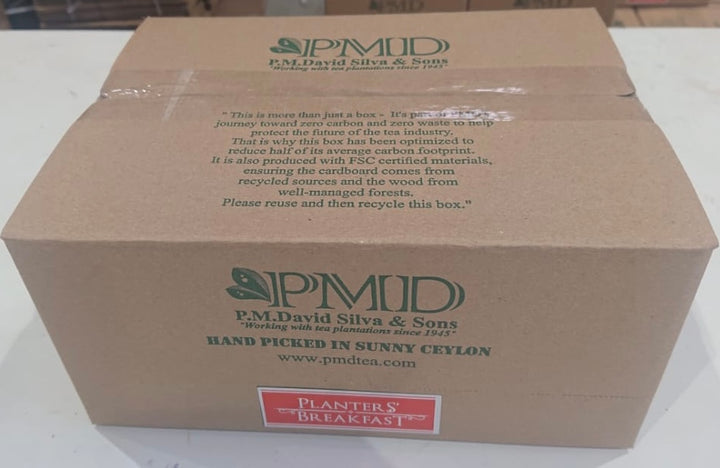 PMD
P.M.David Silva & Sons
"Working with tea plantations since 1945"
" This is more than just a box - It's part of
journey toward zero carbon and zero waste to help
protect the future of the tea industry.
That is why this box has been optimized to
reduce half of its average carbon footprint.
It is also produced with FSC certified materials,
ensuring the cardboard comes from
recycled sources and the wood from
well-managed forests.
Please reuse and then recycle this box."
PMD
P.M.David Silva & Sons
"Working with tea plantations since 1945"
HAND PICKED IN SUNNY CEYLON
www.pmdtea.com
PLANTERS'
BREAKFAST